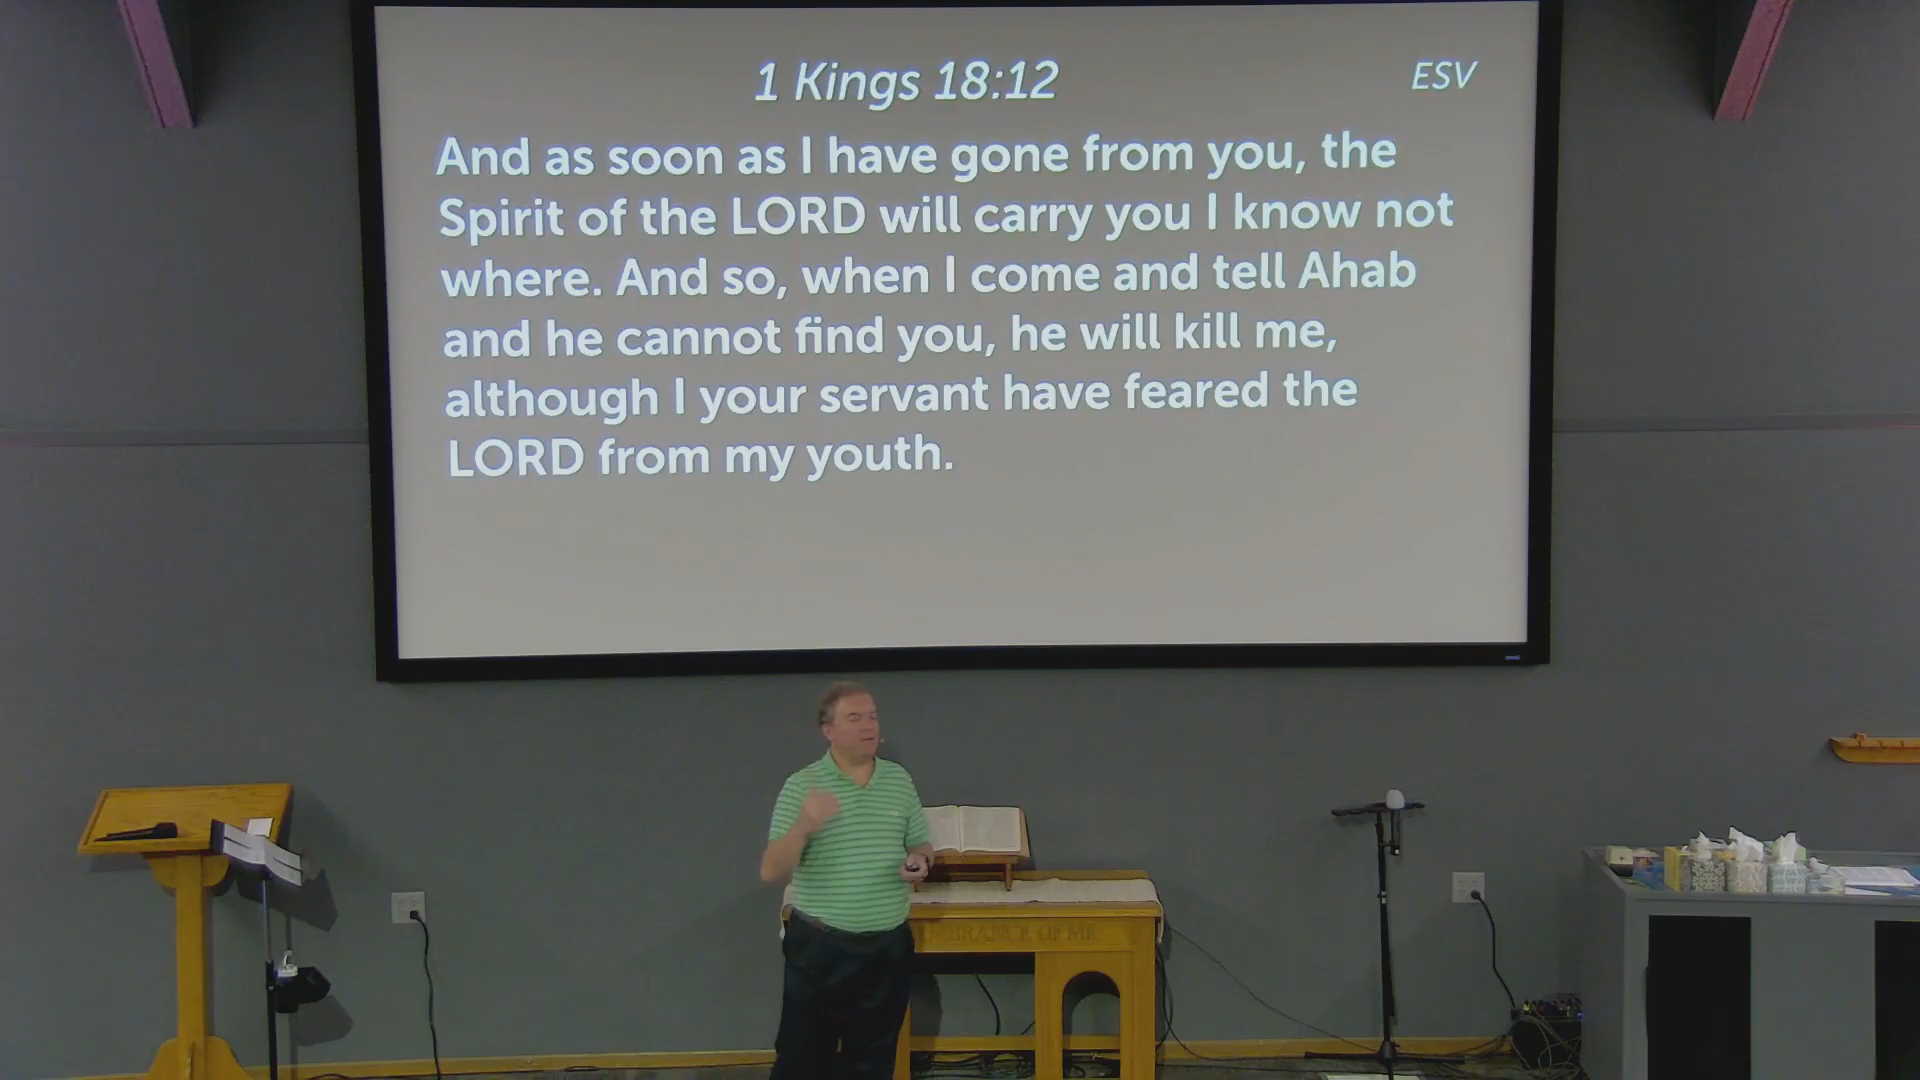 1 Kings 18:12
ESV
And as soon as I have gone from you, the
Spirit of the LORD will carry you I know not
where. And so, when I come and tell Ahab
and he cannot find you, he will kill me,
although I your servant have feared the
LORD from my youth.
OF ME